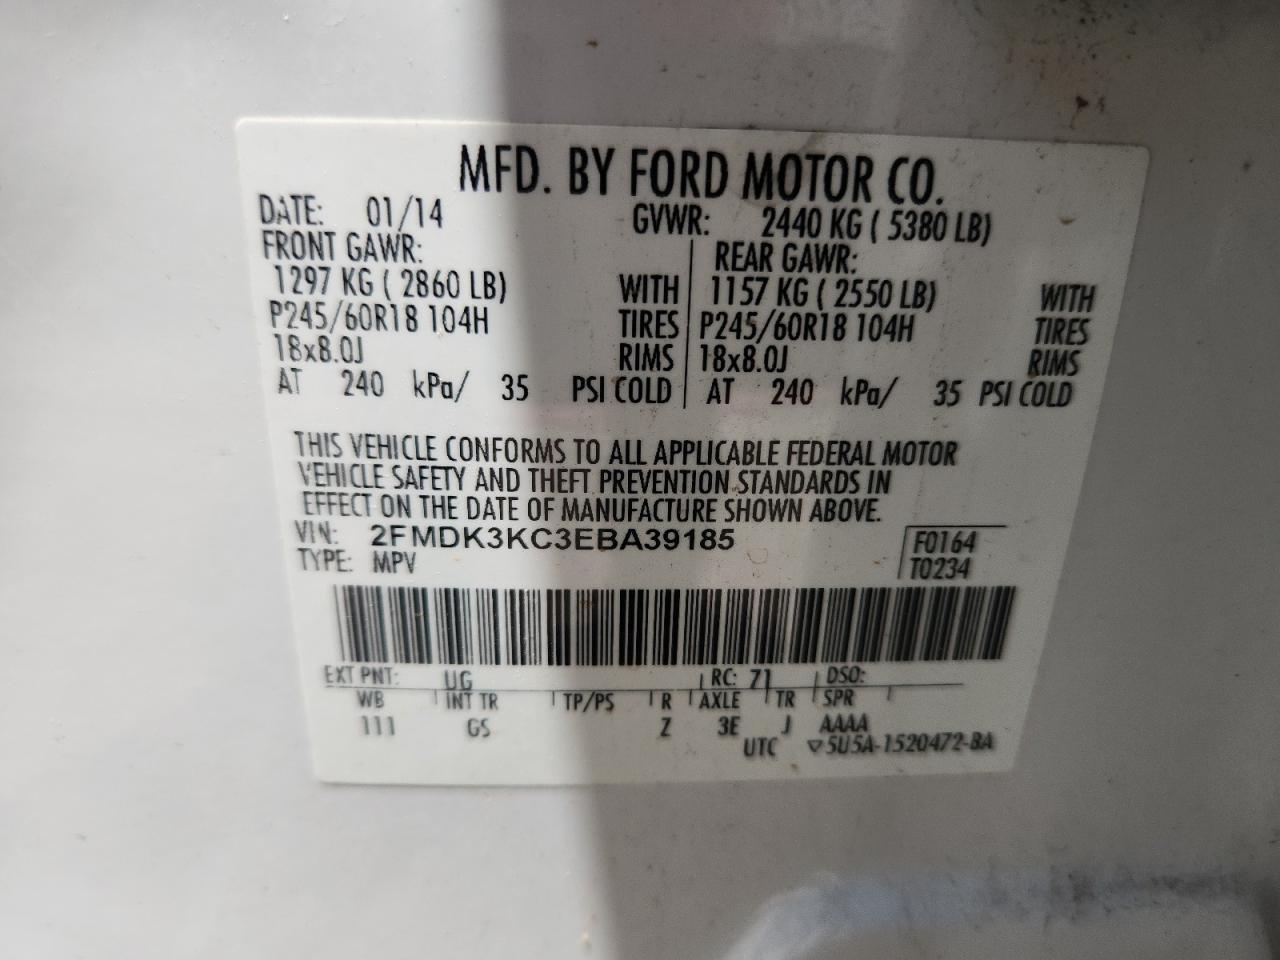 MFD. BY FORD MOTOR CO.
DATE: 01/14 GVWR: 2440 KG ( 5380 LB)
FRONT GAWR: REAR GAWR:
1297 KG ( 2860 LB) WITH 1157 KG ( 2550 LB) WITH
P245/60R18 104H TIRES P245/60R18 104H TIRES
18x8.0J RIMS 18x8.0J RIMS
AT 240 kPa/ 35 PSI COLD AT 240 kPa/ 35 PSI COLD
THIS VEHICLE CONFORMS TO ALL APPLICABLE FEDERAL MOTOR
VEHICLE SAFETY AND THEFT PREVENTION STANDARDS IN
EFFECT ON THE DATE OF MANUFACTURE SHOWN ABOVE.
VIN: 2FMDK3KC3EBA39185 F0164
TYPE: MPV T0234
EXT PNT: UG RC: 71 DSO:
WB INT TR TP/PS R AXLE TR SPR
111 GS Z 3E J AAAA
UTC ▽5U5A-1520472-BA